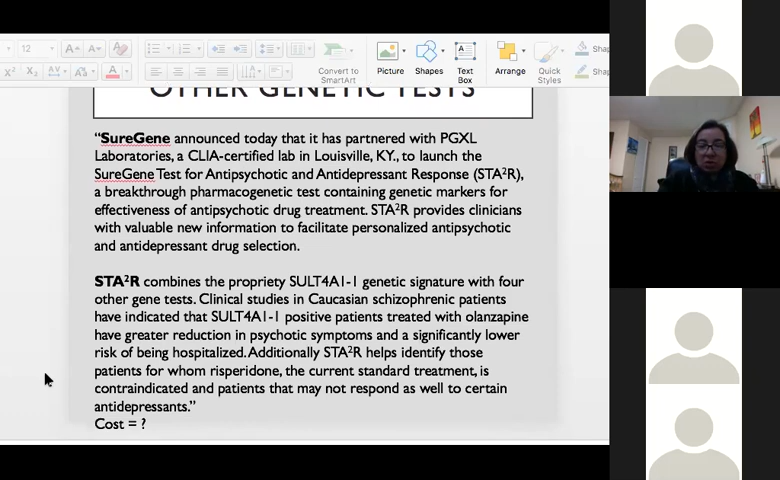 12
A A
X² X₂ AV Aa A
Convert to
SmartArt
Picture
Shapes
Text
Box
Arrange
Quick
Styles
Shap
Shap
OTHER GENETIC TESTS
“SureGene announced today that it has partnered with PGXL
Laboratories, a CLIA-certified lab in Louisville, KY., to launch the
SureGene Test for Antipsychotic and Antidepressant Response (STA²R),
a breakthrough pharmacogenetic test containing genetic markers for
effectiveness of antipsychotic drug treatment. STA²R provides clinicians
with valuable new information to facilitate personalized antipsychotic
and antidepressant drug selection.
STA²R combines the propriety SULT4A1-1 genetic signature with four
other gene tests. Clinical studies in Caucasian schizophrenic patients
have indicated that SULT4A1-1 positive patients treated with olanzapine
have greater reduction in psychotic symptoms and a significantly lower
risk of being hospitalized. Additionally STA²R helps identify those
patients for whom risperidone, the current standard treatment, is
contraindicated and patients that may not respond as well to certain
antidepressants.”
Cost = ?